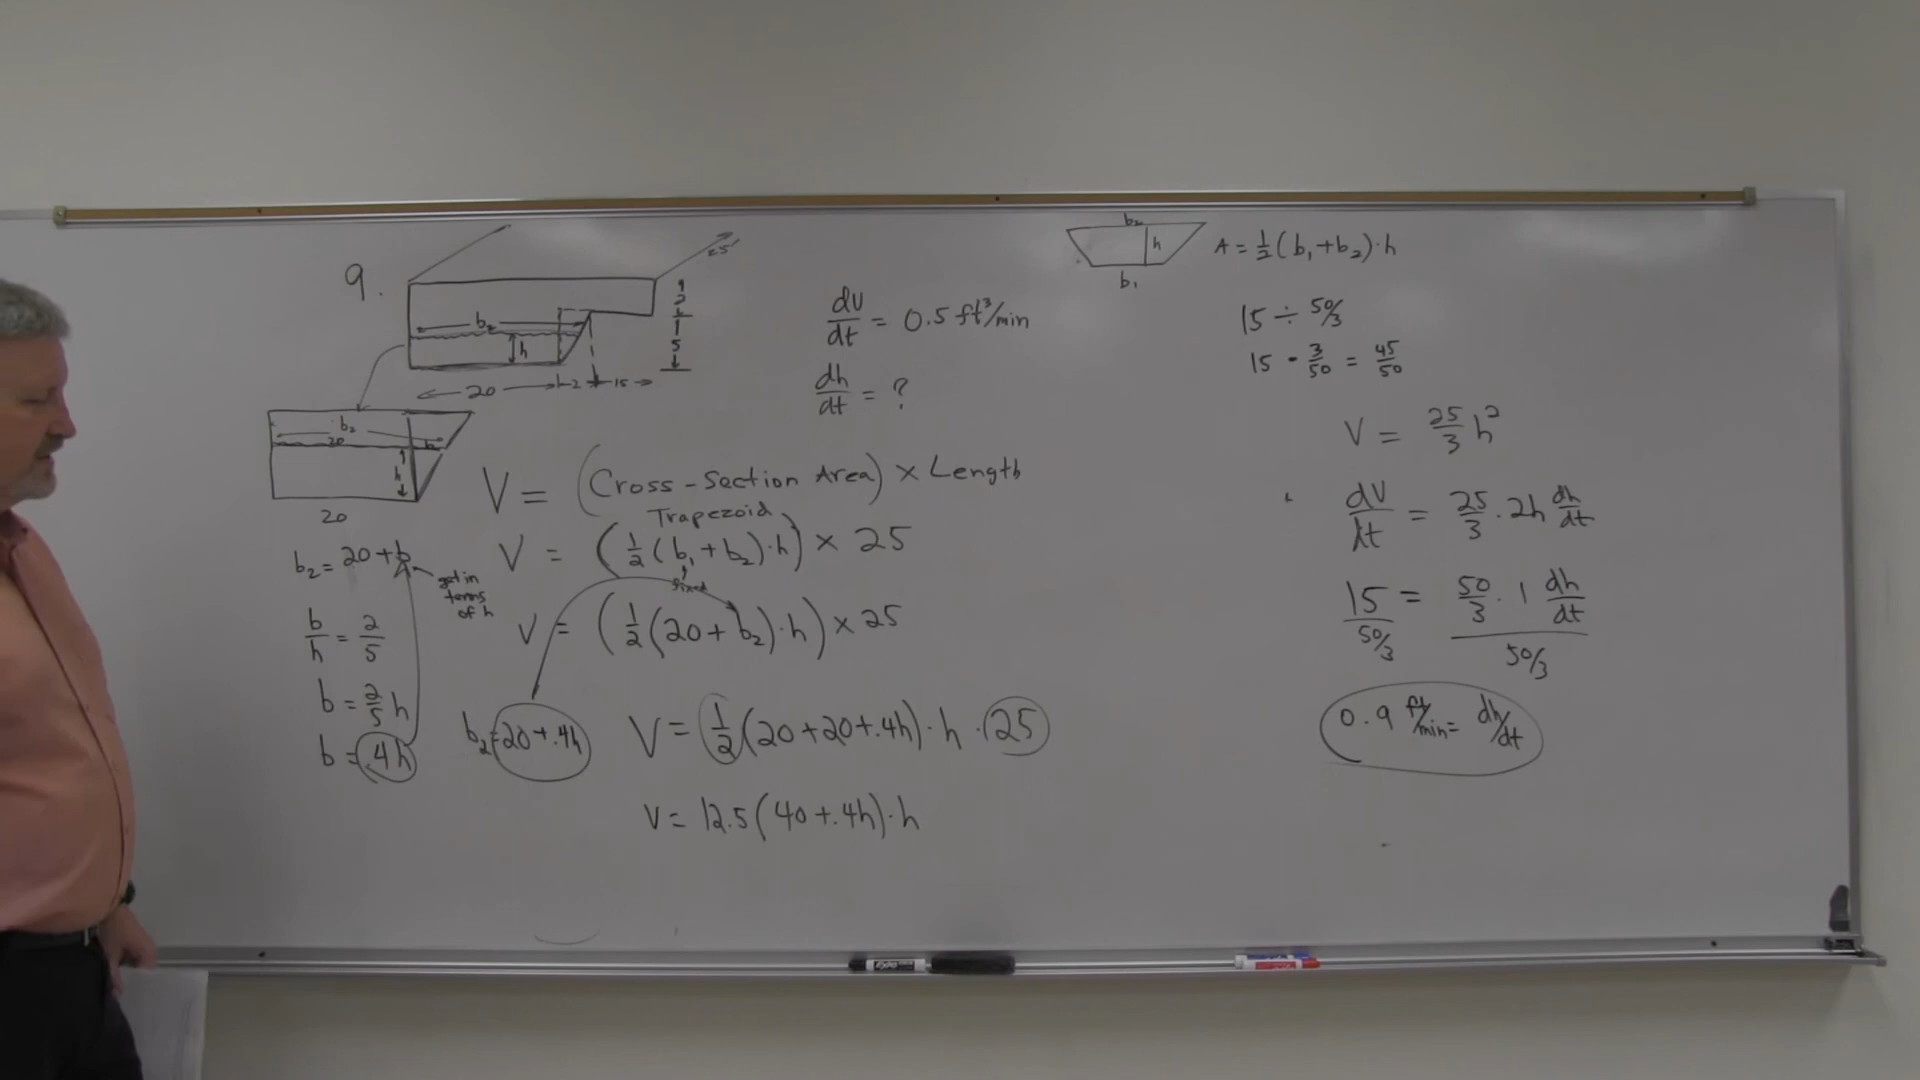 9.
25'
2
5
b₂
h
20
2
15
b₂
20
b
h
20
b₂ = 20 + b
get in
terms
of h
b/h = 2/5
b = 2/5 h
b = .4h
b₂ = 20 + .4h
dV/dt = 0.5 ft³/min
dh/dt = ?
V = (Cross-Section Area) × Length
Trapezoid
V = (1/2 (b₁ + b₂) · h) × 25
fixed
V = (1/2 (20 + b₂) · h) × 25
V = 1/2 (20 + 20 + .4h) · h · 25
V = 12.5 (40 + .4h) · h
b₂
h
b₁
A = 1/2 (b₁ + b₂) · h
15 ÷ 50/3
15 · 3/50 = 45/50
V = 25/3 h²
dV/dt = 25/3 · 2h dh/dt
15 = 50/3 · 1 dh/dt
50/3 50/3
0.9 ft/min = dh/dt
EXPO